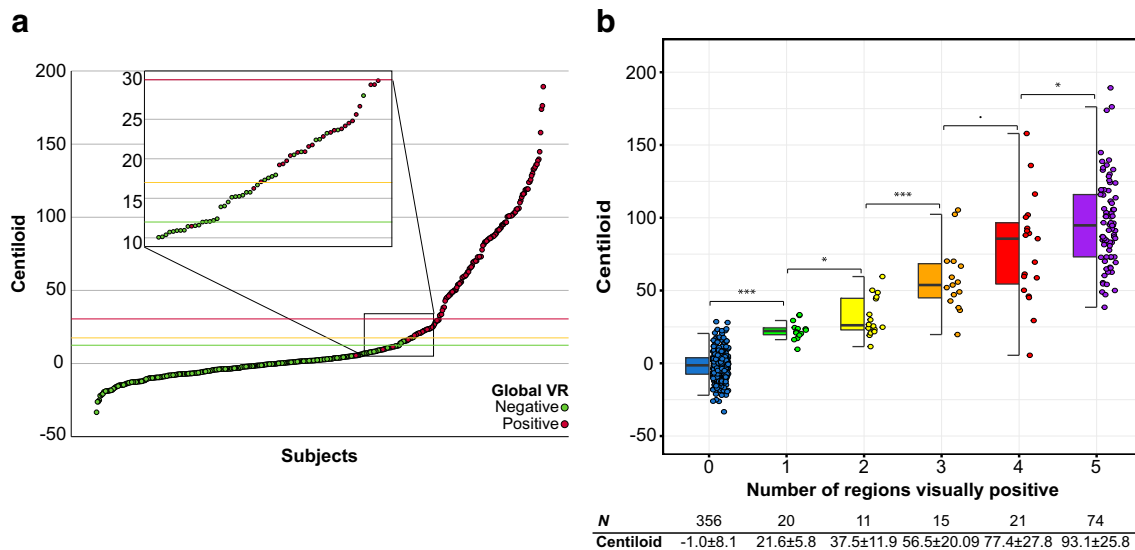 a
200
150
100
50
0
-50
Centiloid
30
25
20
15
10
Global VR
Negative
Positive
Subjects
b
200
150
100
50
0
-50
Centiloid
***
*
***
.
*
0 1 2 3 4 5
Number of regions visually positive
N 356 20 11 15 21 74
Centiloid -1.0±8.1 21.6±5.8 37.5±11.9 56.5±20.09 77.4±27.8 93.1±25.8